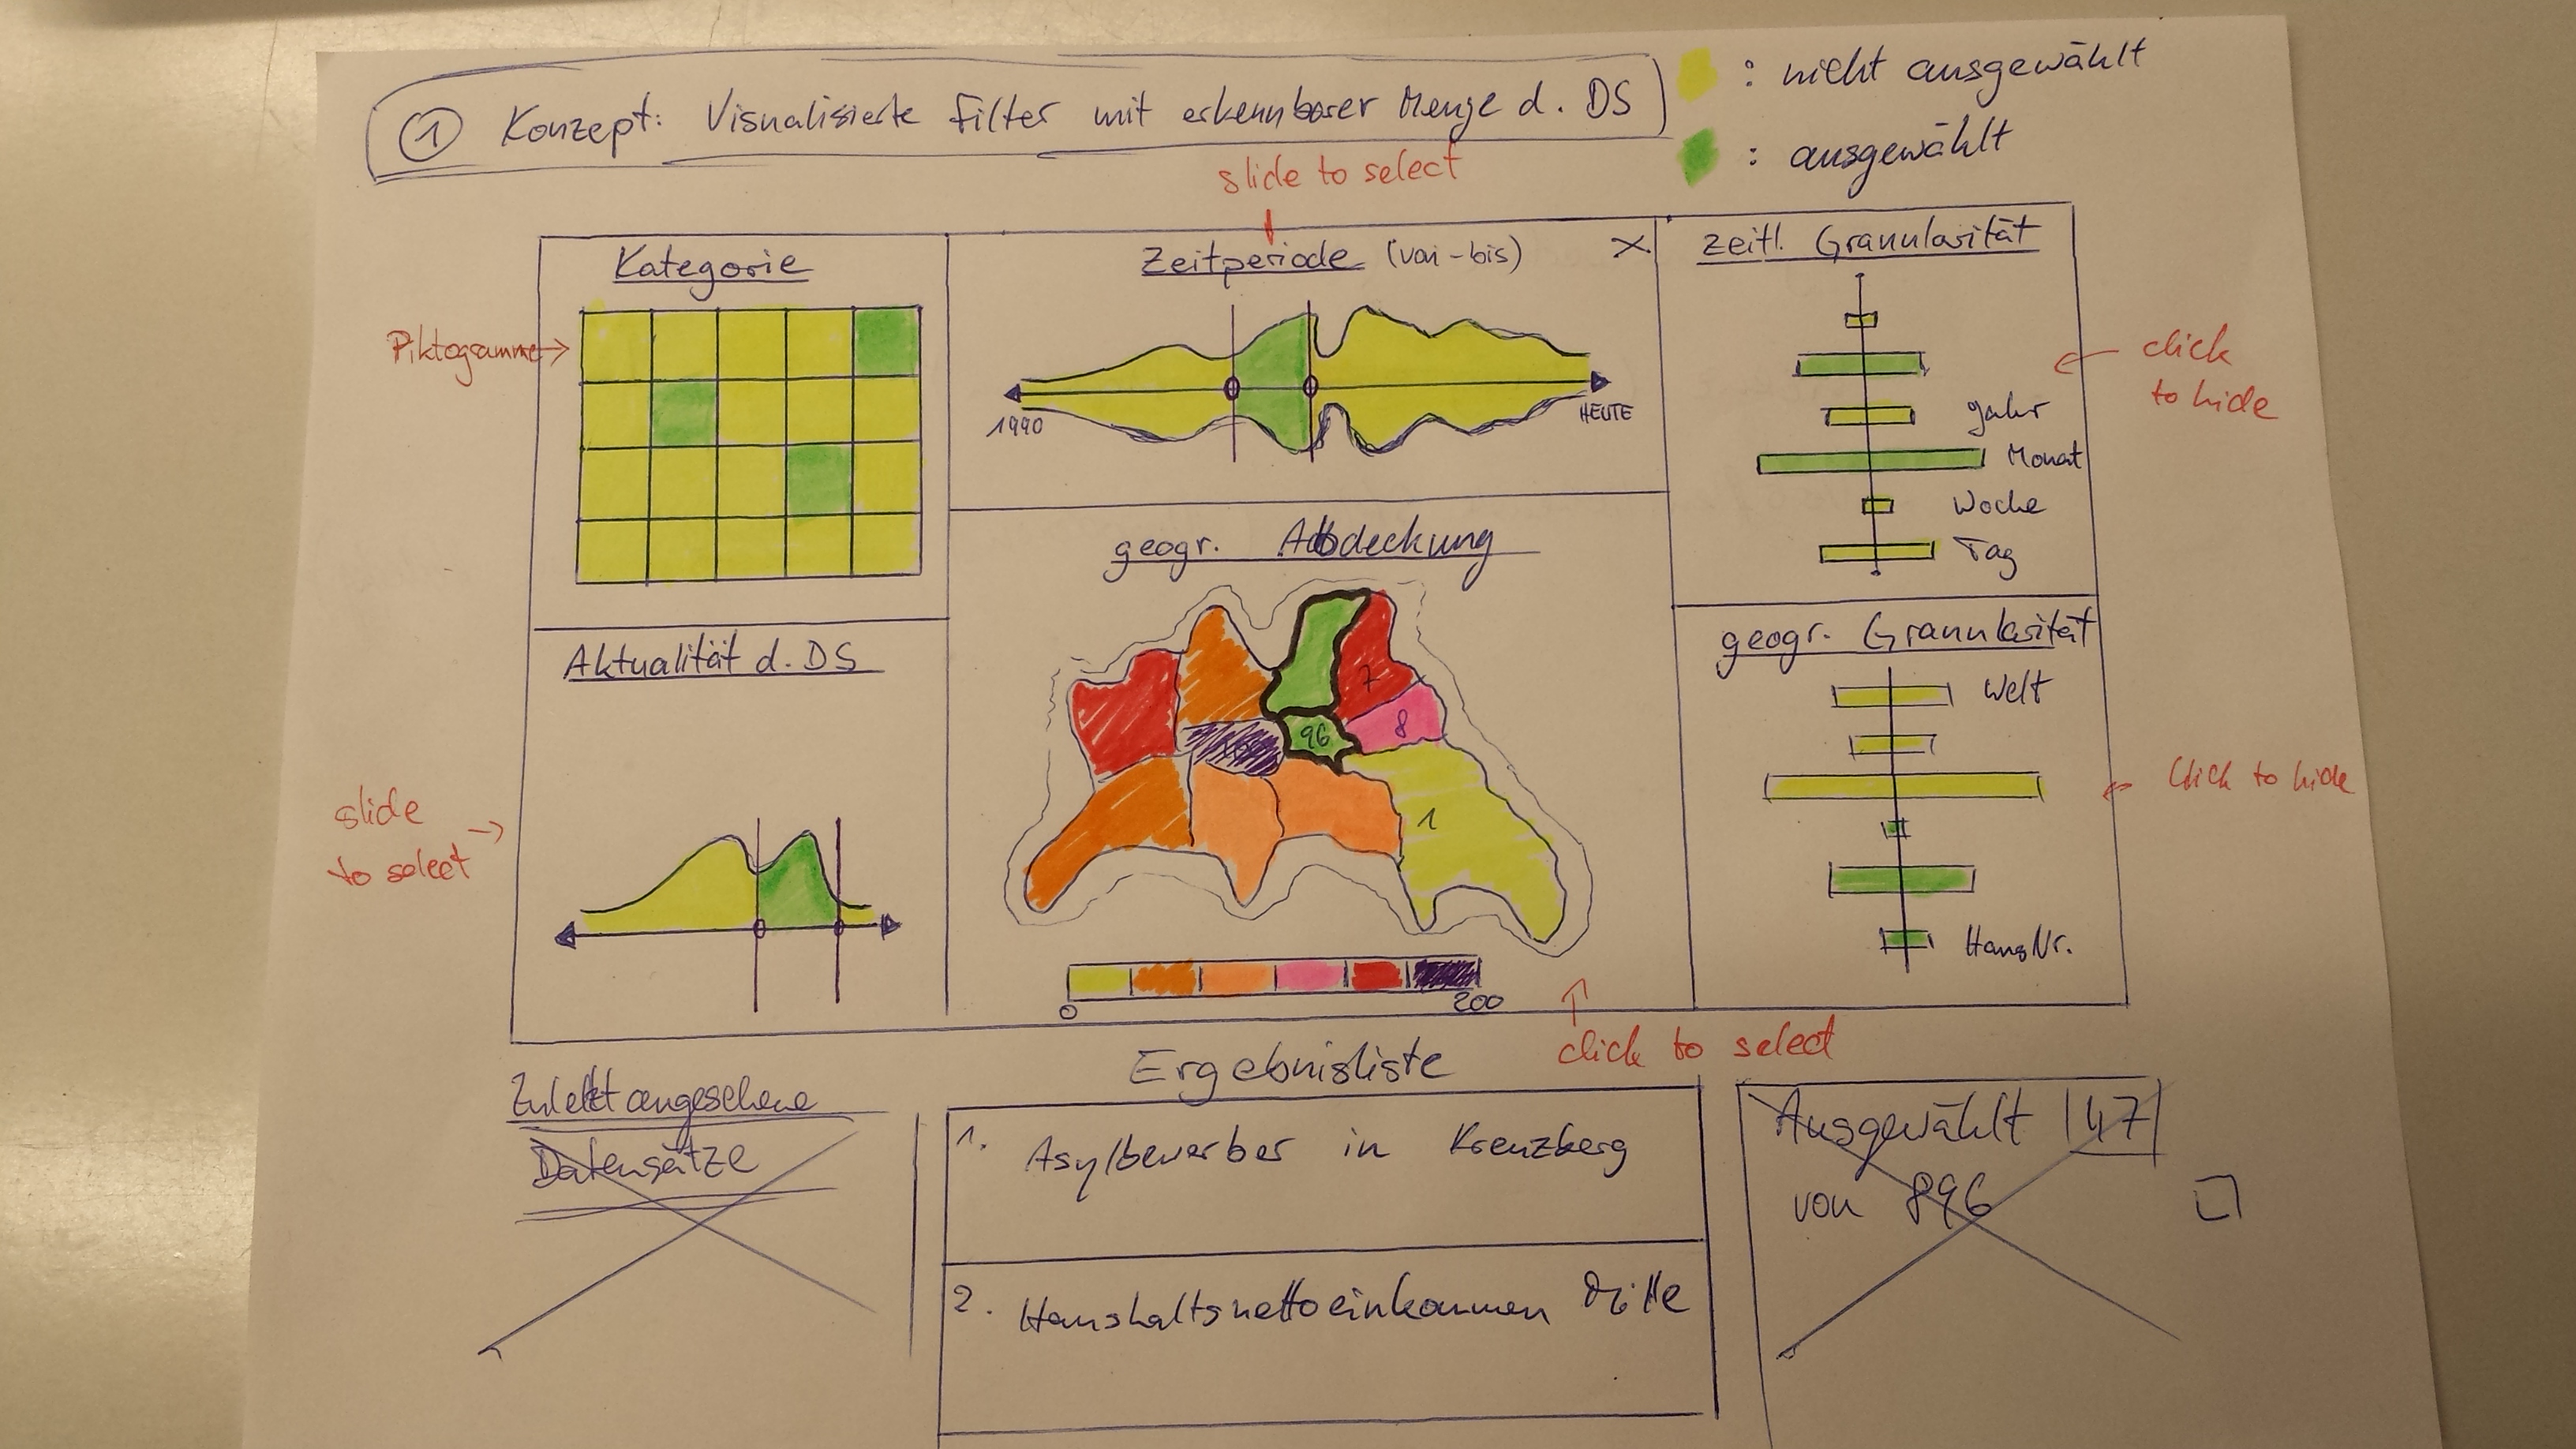 ① Konzept: Visualisierte Filter mit erkennbarer Menge d. DS
: nicht ausgewählt
: ausgewählt
slide to select
Kategorie
Piktogramme
Zeitperiode (von-bis) X
1990
HEUTE
zeitl. Granularität
Jahr
Monat
Woche
Tag
click
to hide
Aktualität d. DS
slide
to select
geogr. Abdeckung
7
8
96
1
0
200
click to select
geogr. Granularität
Welt
HausNr.
Click to hide
Zuletzt angesehene
Datensätze
Ergebnisliste
1. Asylbewerber in Kreuzberg
2. Haushaltsnettoeinkommen Mitte
Ausgewählt 47
von 896